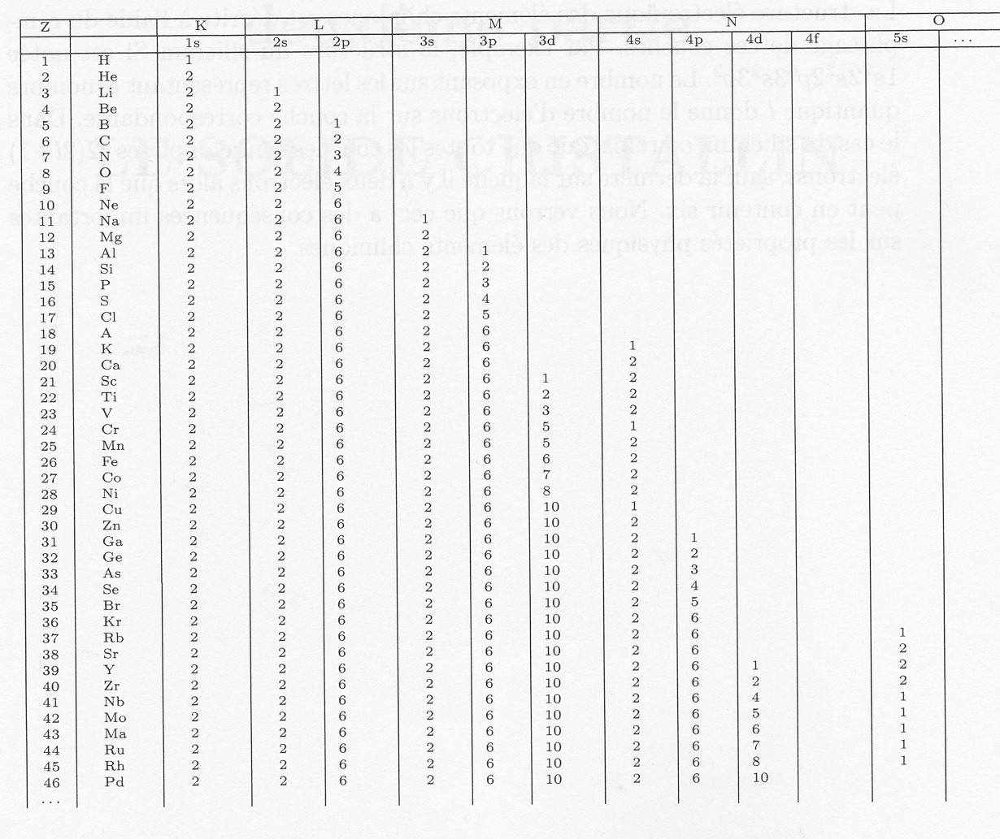 Z K L M N O
1s 2s 2p 3s 3p 3d 4s 4p 4d 4f 5s ...
1 H 1
2 He 2
3 Li 2 1
4 Be 2 2
5 B 2 2 1
6 C 2 2 2
7 N 2 2 3
8 O 2 2 4
9 F 2 2 5
10 Ne 2 2 6
11 Na 2 2 6 1
12 Mg 2 2 6 2
13 Al 2 2 6 2 1
14 Si 2 2 6 2 2
15 P 2 2 6 2 3
16 S 2 2 6 2 4
17 Cl 2 2 6 2 5
18 A 2 2 6 2 6
19 K 2 2 6 2 6 1
20 Ca 2 2 6 2 6 2
21 Sc 2 2 6 2 6 1 2
22 Ti 2 2 6 2 6 2 2
23 V 2 2 6 2 6 3 2
24 Cr 2 2 6 2 6 5 1
25 Mn 2 2 6 2 6 5 2
26 Fe 2 2 6 2 6 6 2
27 Co 2 2 6 2 6 7 2
28 Ni 2 2 6 2 6 8 2
29 Cu 2 2 6 2 6 10 1
30 Zn 2 2 6 2 6 10 2
31 Ga 2 2 6 2 6 10 2 1
32 Ge 2 2 6 2 6 10 2 2
33 As 2 2 6 2 6 10 2 3
34 Se 2 2 6 2 6 10 2 4
35 Br 2 2 6 2 6 10 2 5
36 Kr 2 2 6 2 6 10 2 6
37 Rb 2 2 6 2 6 10 2 6 1
38 Sr 2 2 6 2 6 10 2 6 2
39 Y 2 2 6 2 6 10 2 6 1 2
40 Zr 2 2 6 2 6 10 2 6 2 2
41 Nb 2 2 6 2 6 10 2 6 4 1
42 Mo 2 2 6 2 6 10 2 6 5 1
43 Ma 2 2 6 2 6 10 2 6 6 1
44 Ru 2 2 6 2 6 10 2 6 7 1
45 Rh 2 2 6 2 6 10 2 6 8 1
46 Pd 2 2 6 2 6 10 2 6 10
...